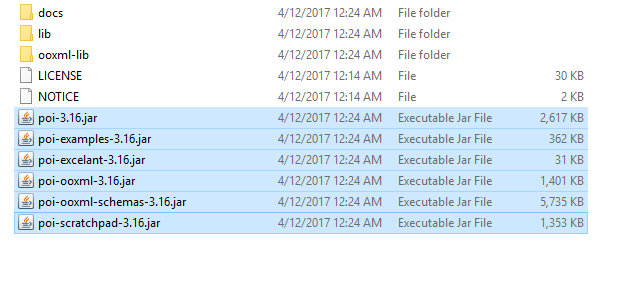 docs 4/12/2017 12:24 AM File folder
lib 4/12/2017 12:24 AM File folder
ooxml-lib 4/12/2017 12:24 AM File folder
LICENSE 4/12/2017 12:14 AM File 30 KB
NOTICE 4/12/2017 12:14 AM File 2 KB
poi-3.16.jar 4/12/2017 12:24 AM Executable Jar File 2,617 KB
poi-examples-3.16.jar 4/12/2017 12:24 AM Executable Jar File 362 KB
poi-excelant-3.16.jar 4/12/2017 12:24 AM Executable Jar File 31 KB
poi-ooxml-3.16.jar 4/12/2017 12:24 AM Executable Jar File 1,401 KB
poi-ooxml-schemas-3.16.jar 4/12/2017 12:24 AM Executable Jar File 5,735 KB
poi-scratchpad-3.16.jar 4/12/2017 12:24 AM Executable Jar File 1,353 KB